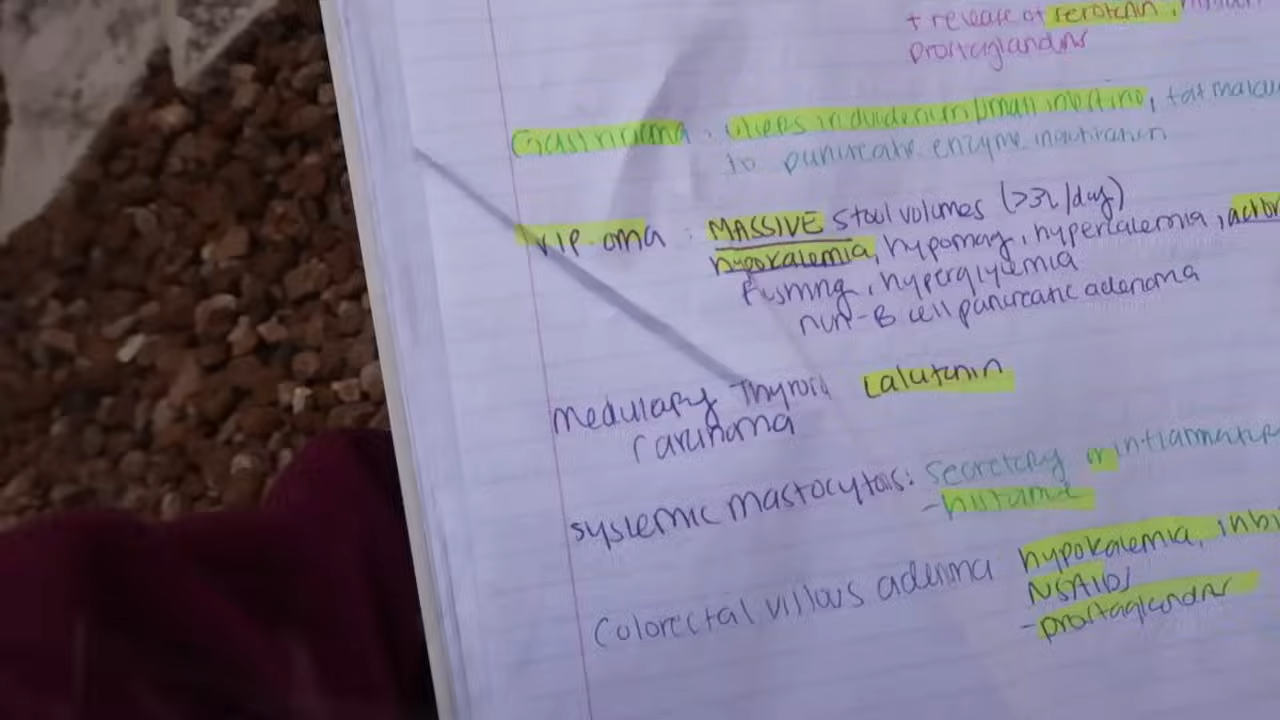 + release of serotonin,
prostaglandins
Gastrinoma : ulcers in duodenum/small intestine, fat malab
to pancreatic enzyme inactivation
VIP oma : MASSIVE stool volumes (>3L/day)
hypokalemia, hypomag, hypercalemia,
flushing, hyperglycemia
non-B cell pancreatic adenoma
medullary Thyroid Calcitonin
carcinoma
systemic mastocytosis: secretory or inflammatory
- histamine
Colorectal villous adenoma hypokalemia, inhibi
NSAIDs
- prostaglandins